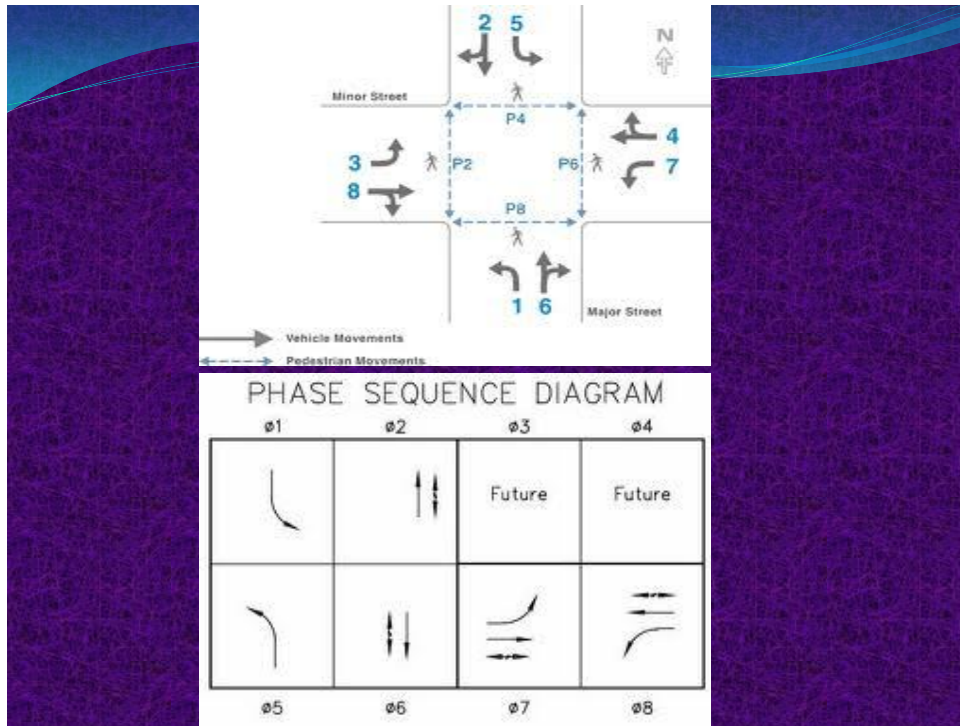 2 5
N
Minor Street
P4
4
3
P2
P6
7
8
P8
1 6
Major Street
Vehicle Movements
Pedestrian Movements
PHASE SEQUENCE DIAGRAM
ø1 ø2 ø3 ø4
Future Future
ø5 ø6 ø7 ø8